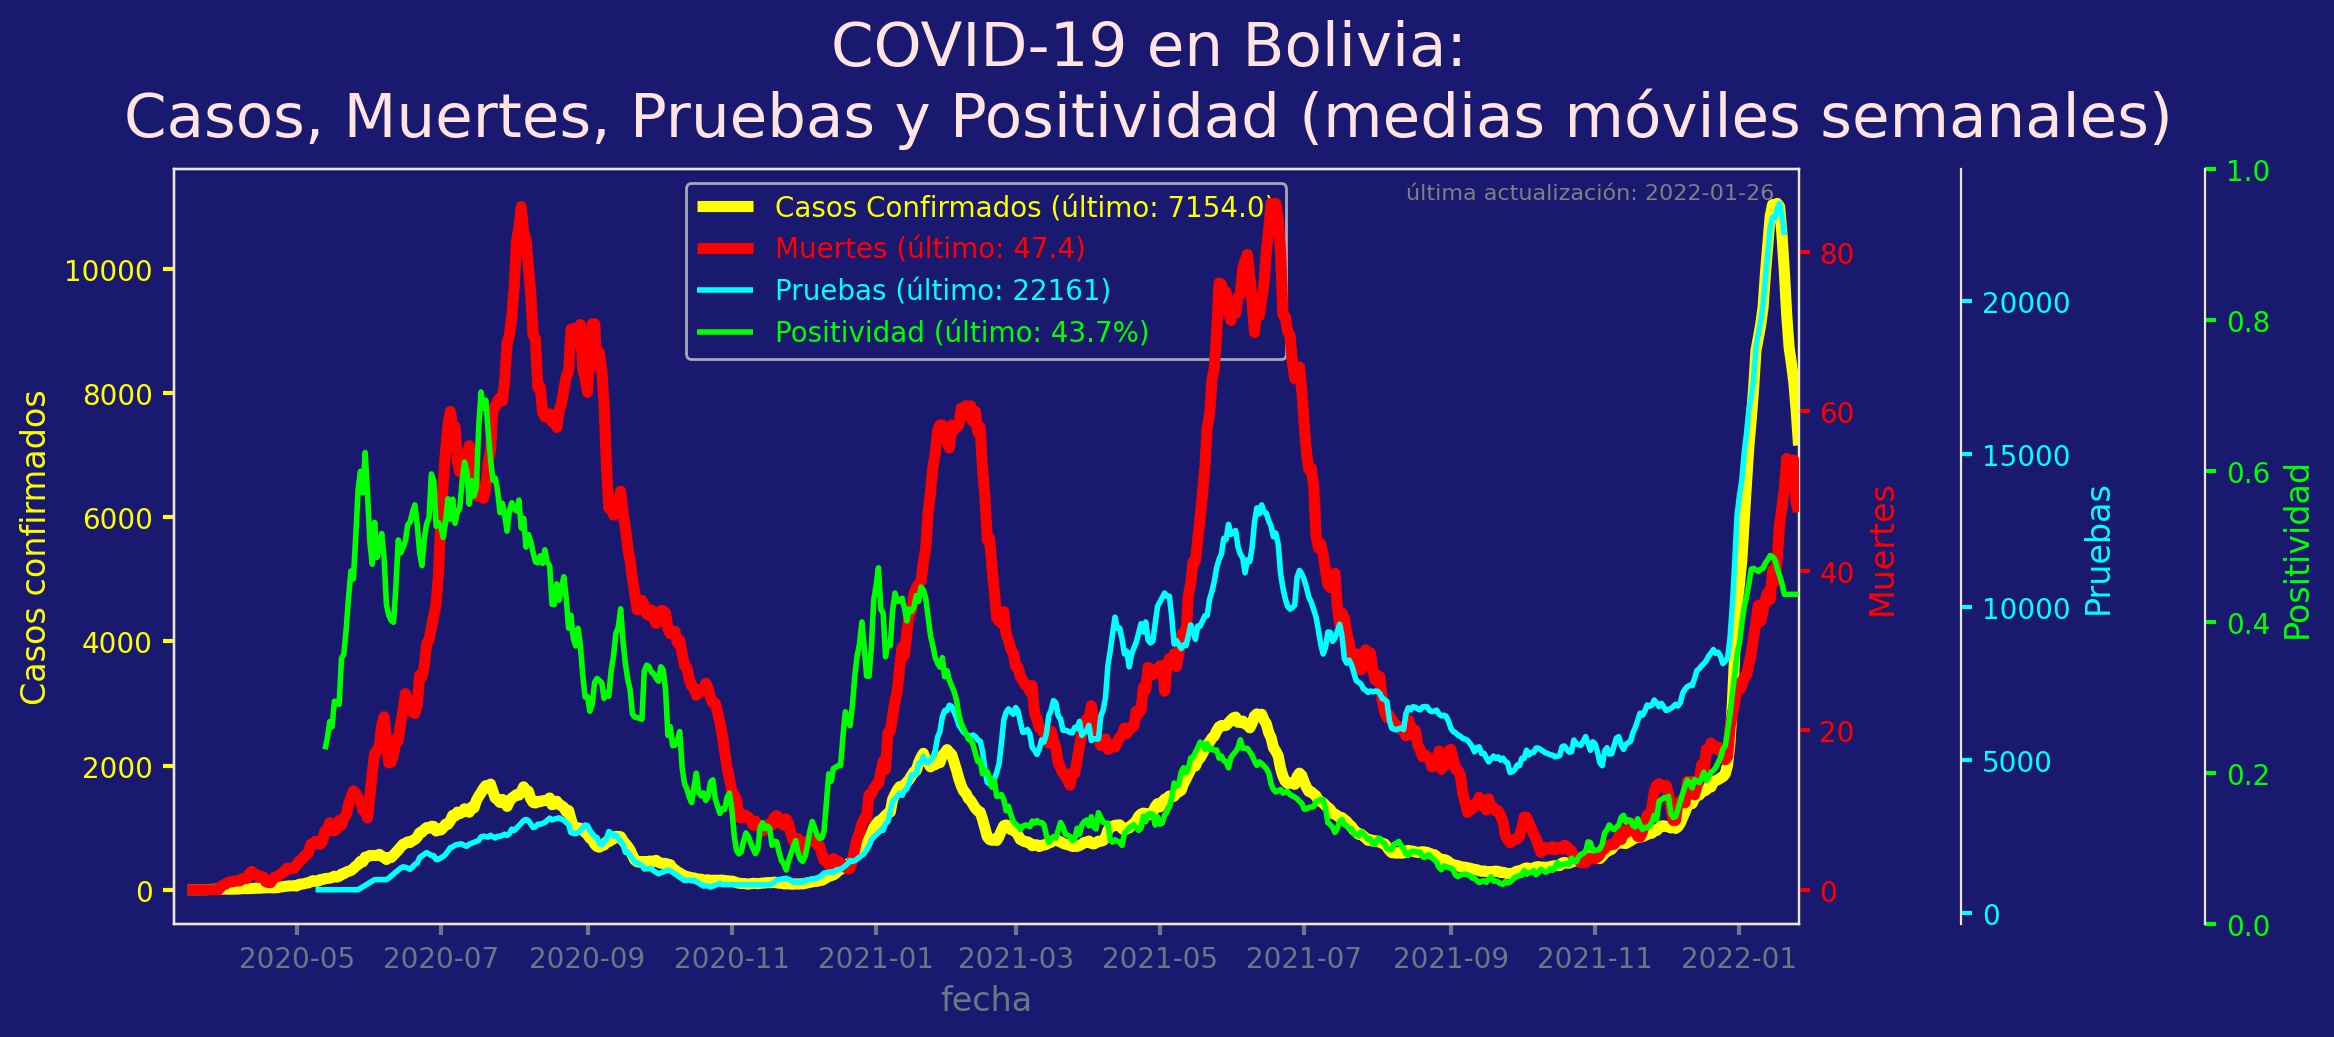 COVID-19 en Bolivia:
Casos, Muertes, Pruebas y Positividad (medias móviles semanales)
última actualización: 2022-01-26
Casos Confirmados (último: 7154.0)
Muertes (último: 47.4)
Pruebas (último: 22161)
Positividad (último: 43.7%)
Casos confirmados
10000
8000
6000
4000
2000
0
80
60
40
20
0
Muertes
20000
15000
10000
5000
0
Pruebas
1.0
0.8
0.6
0.4
0.2
0.0
Positividad
2020-05 2020-07 2020-09 2020-11 2021-01 2021-03 2021-05 2021-07 2021-09 2021-11 2022-01
fecha